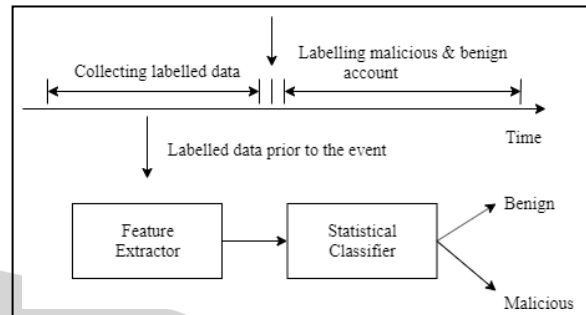 Collecting labelled data
Labelling malicious & benign
account
Time
Labelled data prior to the event
Feature
Extractor
Statistical
Classifier
Benign
Malicious